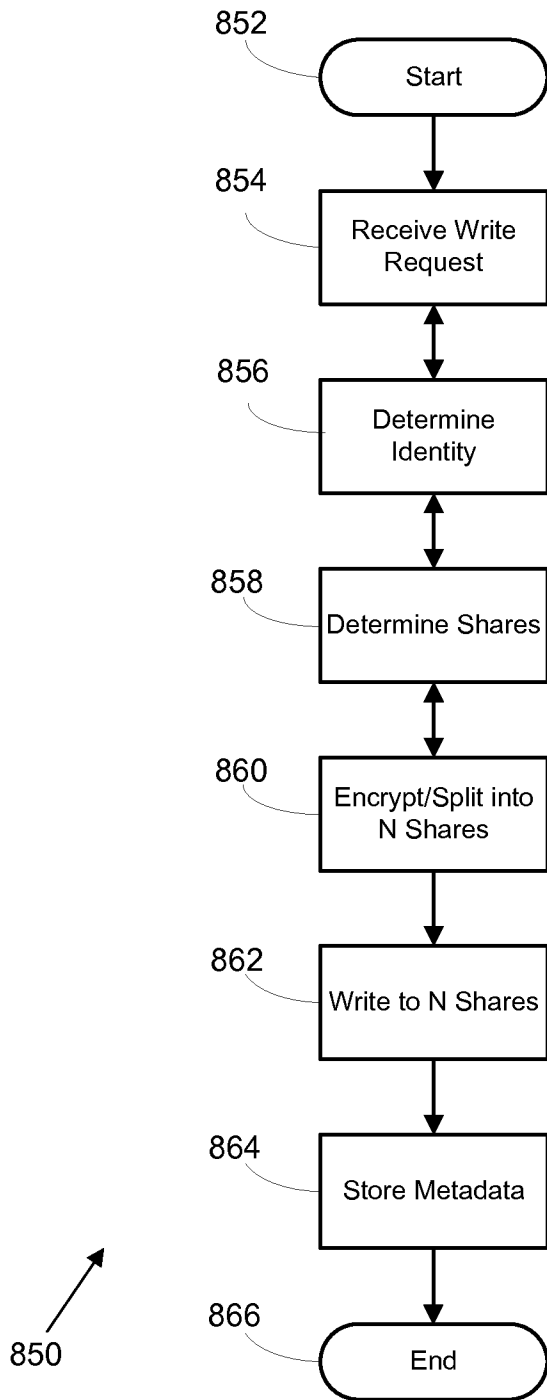 852
Start
854
Receive Write
Request
856
Determine
Identity
858
Determine Shares
860
Encrypt/Split into
N Shares
862
Write to N Shares
864
Store Metadata
850
866
End